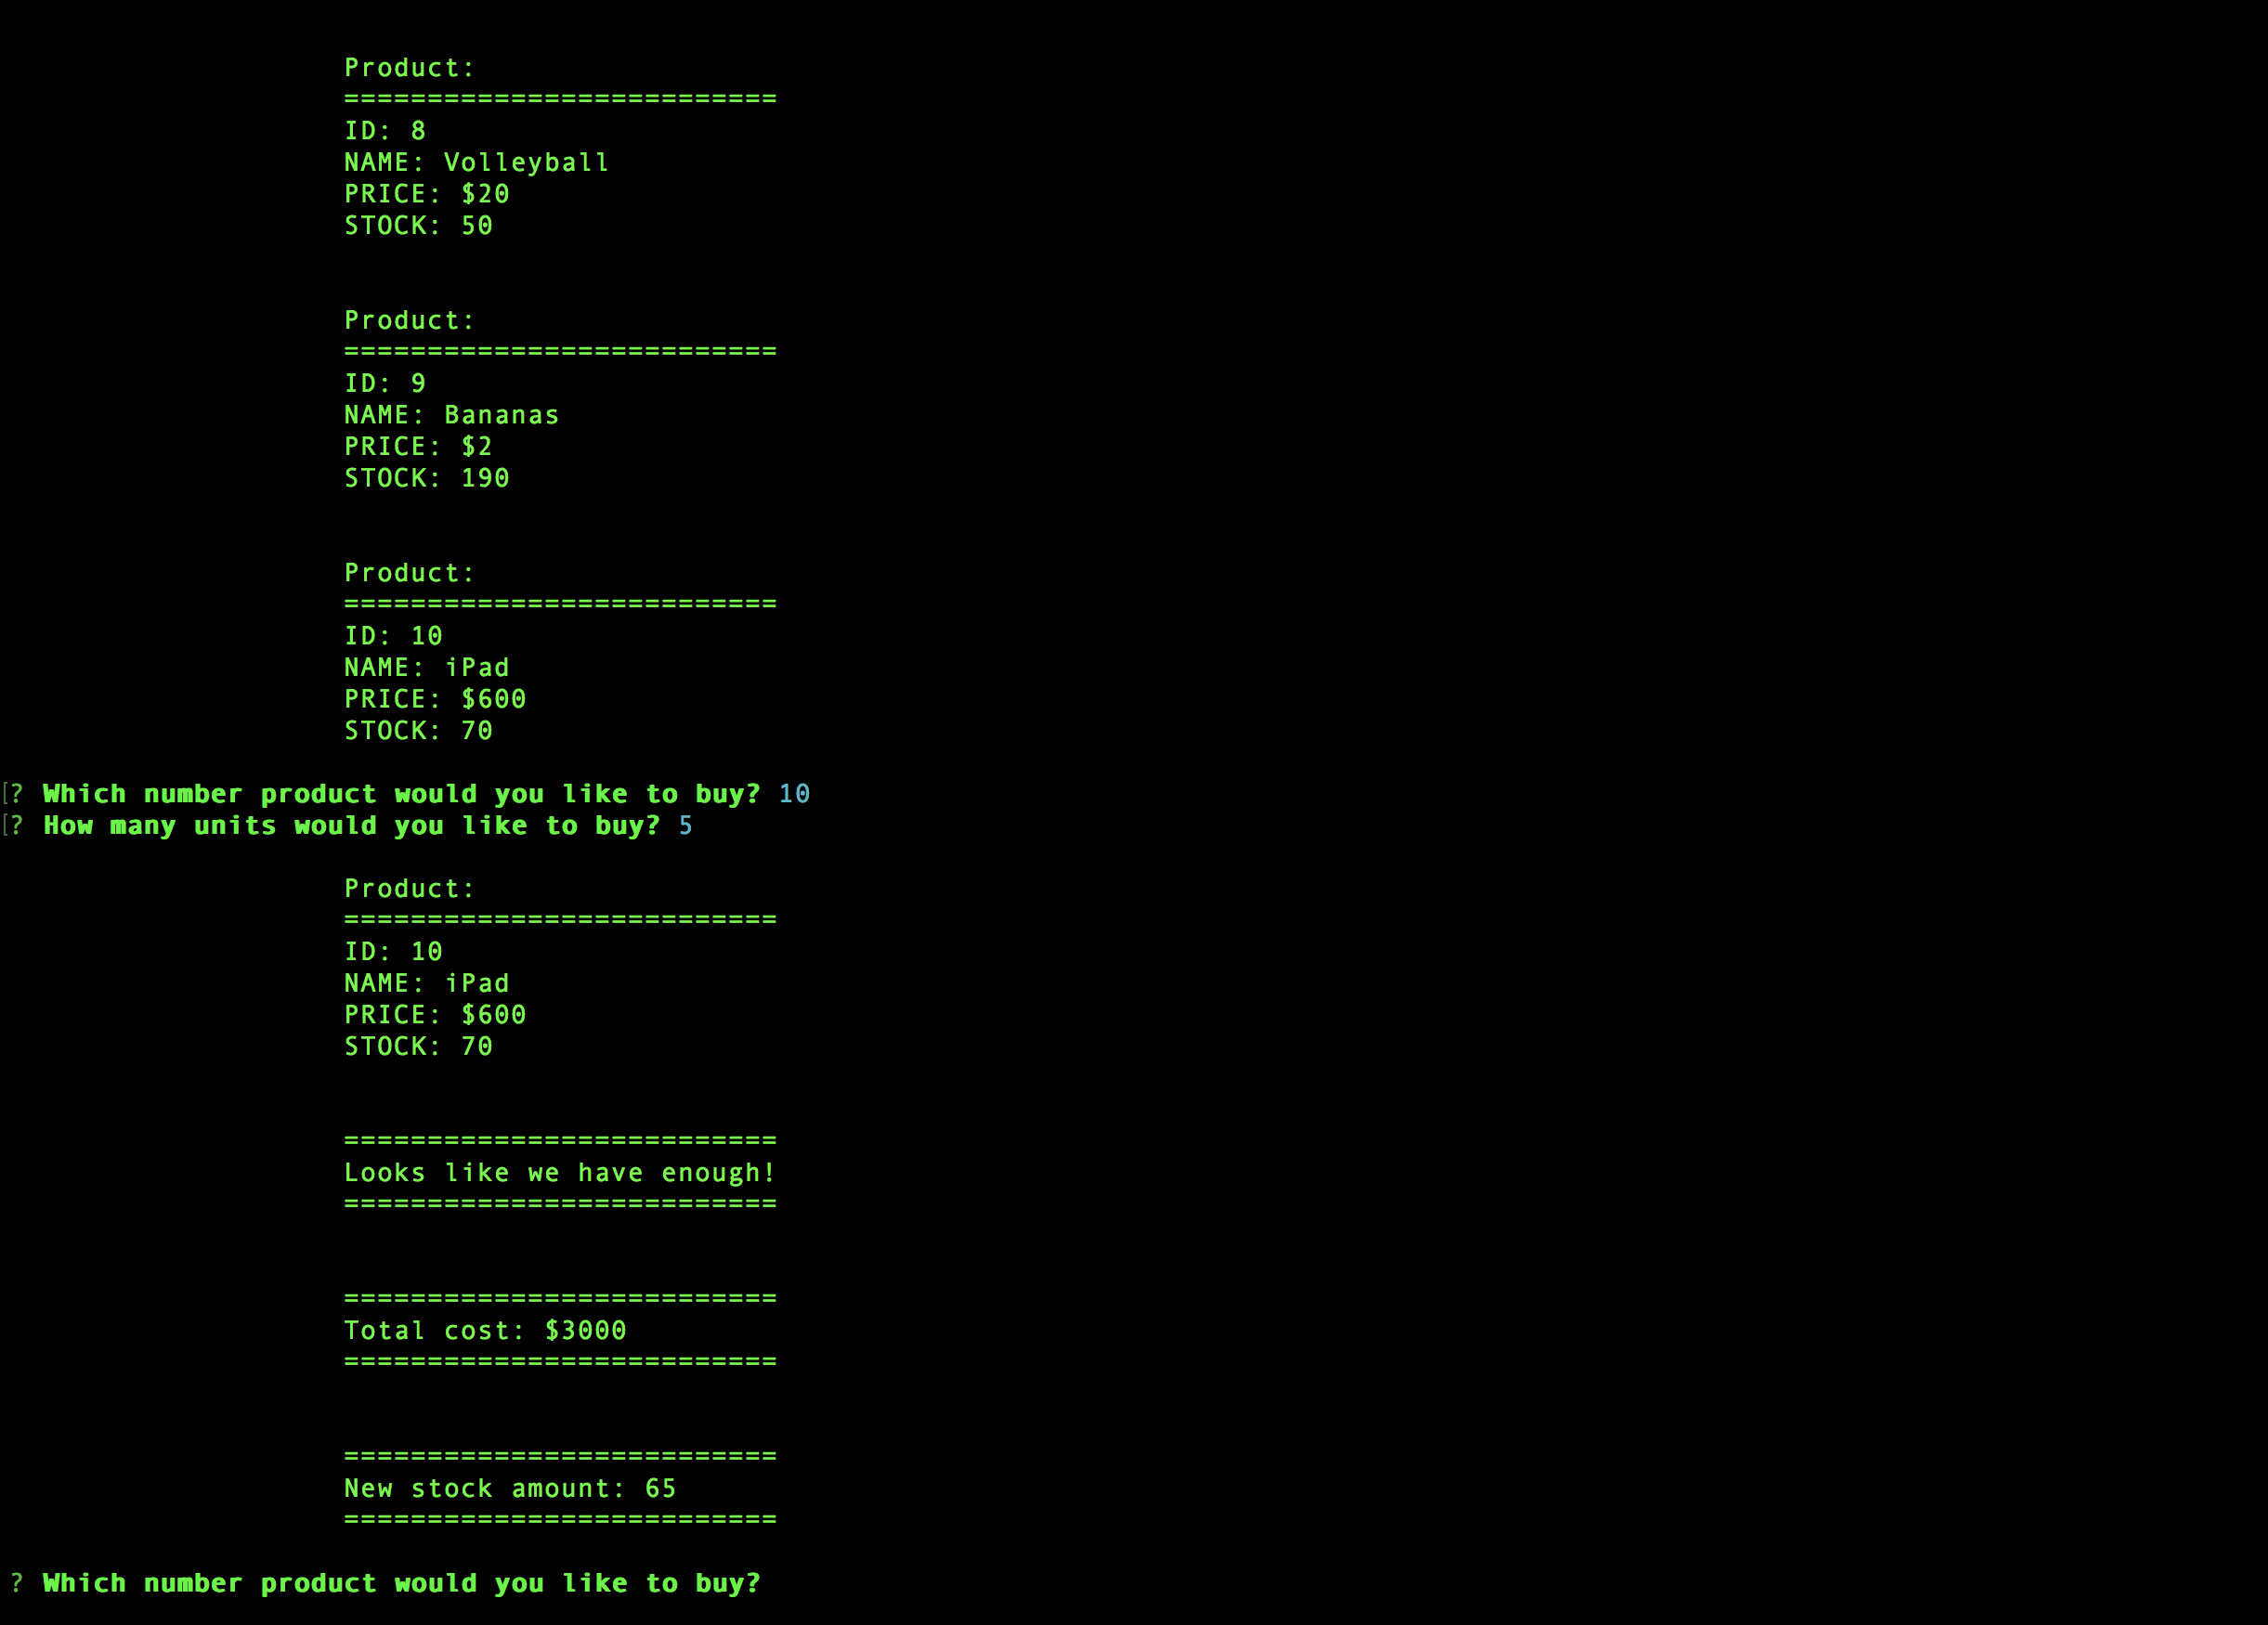 Product:
==========================
ID: 8
NAME: Volleyball
PRICE: $20
STOCK: 50
Product:
==========================
ID: 9
NAME: Bananas
PRICE: $2
STOCK: 190
Product:
==========================
ID: 10
NAME: iPad
PRICE: $600
STOCK: 70
[? Which number product would you like to buy? 10
[? How many units would you like to buy? 5
Product:
==========================
ID: 10
NAME: iPad
PRICE: $600
STOCK: 70
==========================
Looks like we have enough!
==========================
==========================
Total cost: $3000
==========================
==========================
New stock amount: 65
==========================
? Which number product would you like to buy?